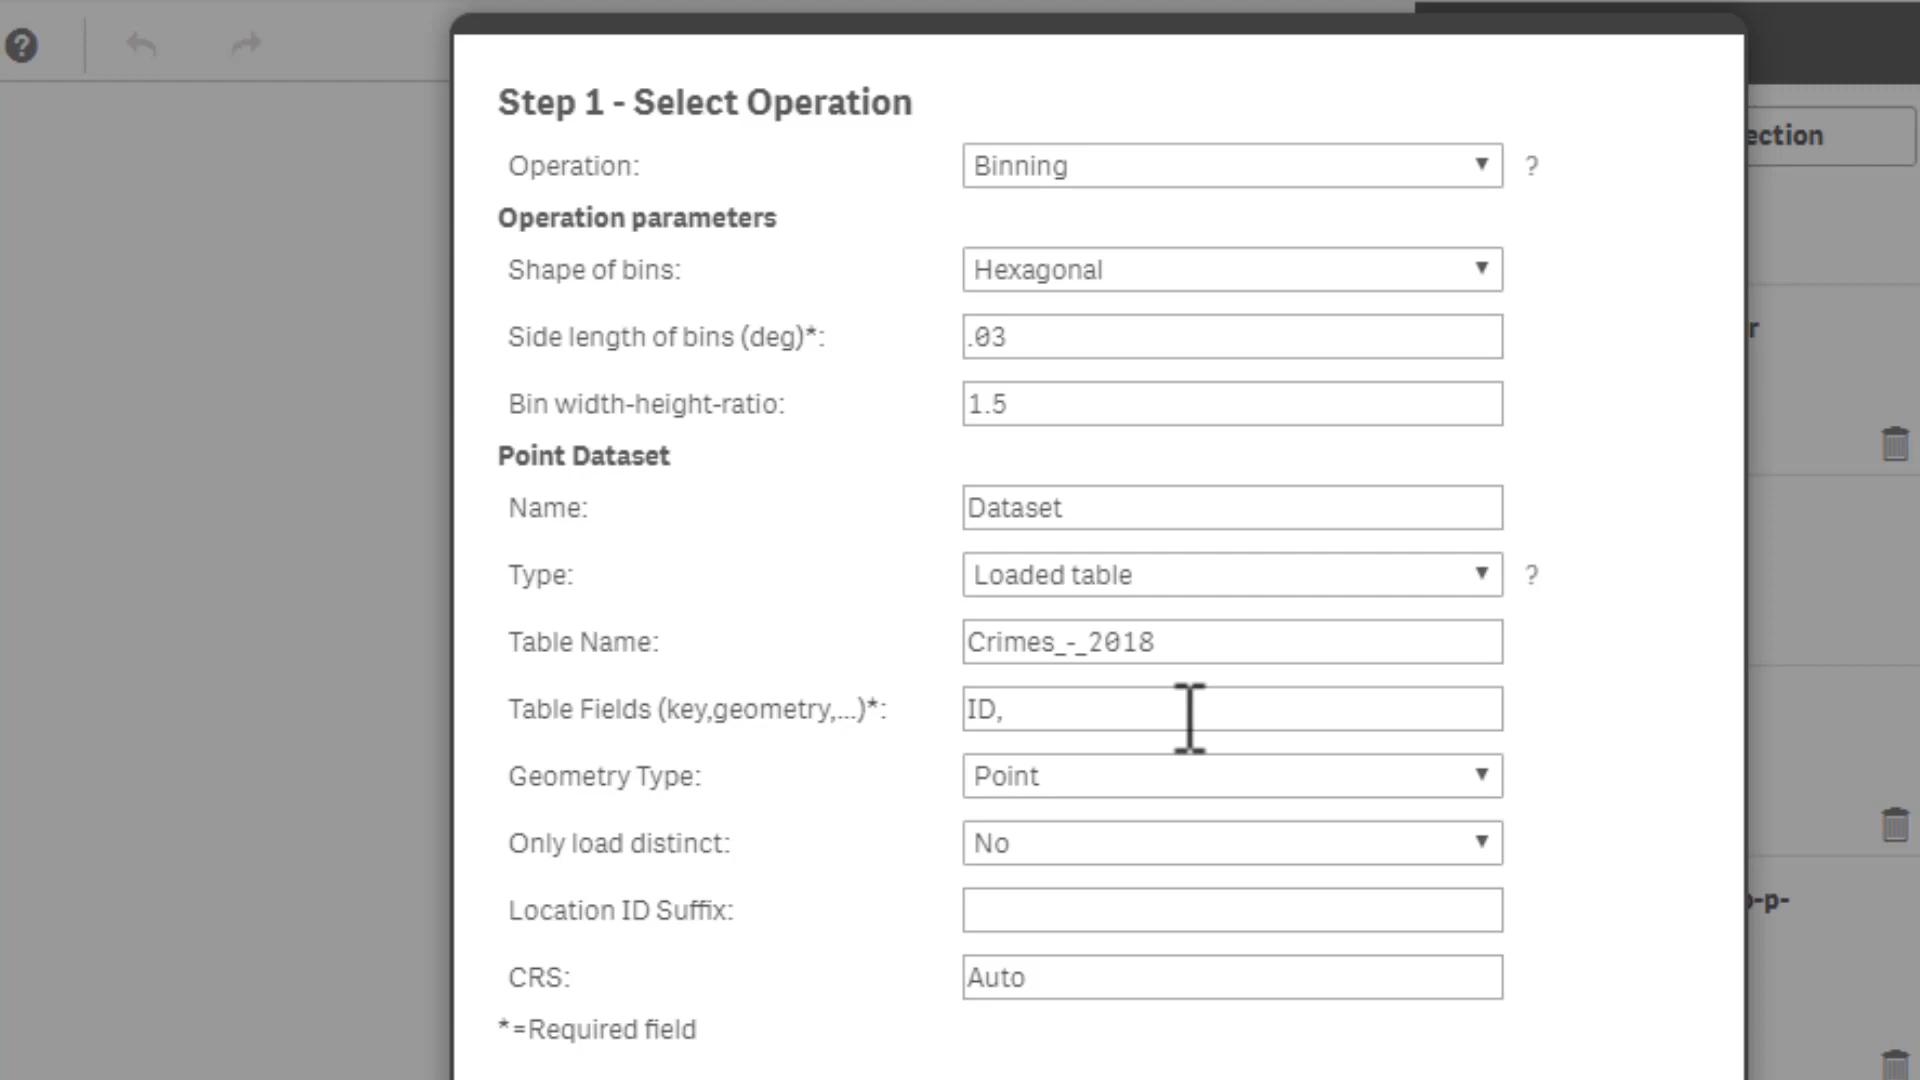 Step 1 - Select Operation
ection
Operation: Binning ?
Operation parameters
Shape of bins: Hexagonal
Side length of bins (deg)*: .03
r
Bin width-height-ratio: 1.5
Point Dataset
Name: Dataset
Type: Loaded table ?
Table Name: Crimes_-_2018
Table Fields (key,geometry,...)*: ID,
Geometry Type: Point
Only load distinct: No
Location ID Suffix:
-p-
CRS: Auto
*=Required field